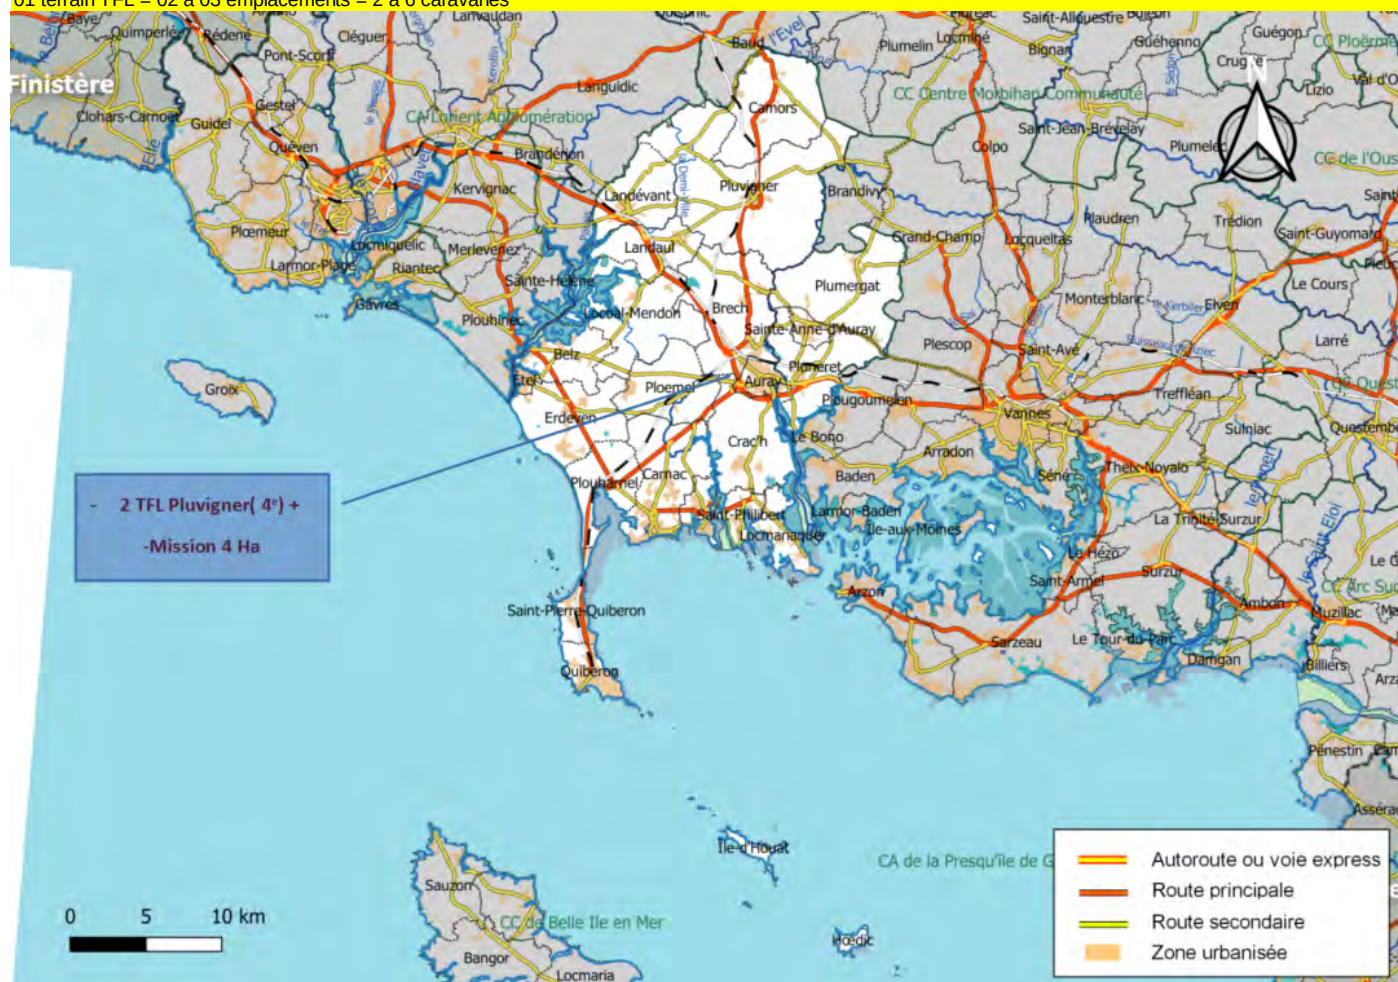 01 terrain TFL = 02 à 03 emplacements = 2 à 6 caravanes
Quimperlé
Rédené
Cléguer
Lanvaudan
Baud
l'Evel
Plumelin
Locminé
Saint-Allouestre
Bignan
Guéhenno
Guégon
CC Ploërme
Pont-Scorff
Finistère
Languidic
Camors
CC Centre Morbihan Communauté
Lizio
Val-d'O
Clohars-Carnoët
Guidel
Gestel
CA Lorient Agglomération
Saint-Jean-Brévelay
N
Quéven
Brandérion
Colpo
Plumelec
CC de l'Ous
Kervignac
Landévant
Pluvigner
Brandivy
Plaudren
Trédion
Saint-Guyomard
Plœmeur
Locmiquélic
Merlevenez
Landaul
Grand-Champ
Locqueltas
Larmor-Plage
Riantec
Sainte-Hélène
Plumergat
Monterblanc
Elven
Le Cours
Gâvres
Plouhinec
Locoal-Mendon
Brech
Sainte-Anne-d'Auray
Plescop
Saint-Avé
Larré
Belz
Groix
Etel
Ploemel
Auray
Pluneret
Treffléan
Erdeven
Plougoumelen
Vannes
Sulniac
Questemb
Crac'h
Le Bono
Arradon
Carnac
Baden
Séné
Theix-Noyalo
Plouharnel
- 2 TFL Pluvigner( 4e) +
-Mission 4 Ha
Saint-Philibert
Larmor-Baden
Île-aux-Moines
La Trinité-Surzur
Locmariaquer
Le Hézo
Saint-Armel
Surzur
CC Arc Sud
Saint-Pierre-Quiberon
Arzon
Ambon
Muzillac
Sarzeau
Le Tour-du-Parc
Damgan
Billiers
Quiberon
Pénestin
Île-d'Houat
CA de la Presqu'île de G
Sauzon
CC de Belle Ile en Mer
Hœdic
Bangor
Locmaria
0 5 10 km
Autoroute ou voie express
Route principale
Route secondaire
Zone urbanisée